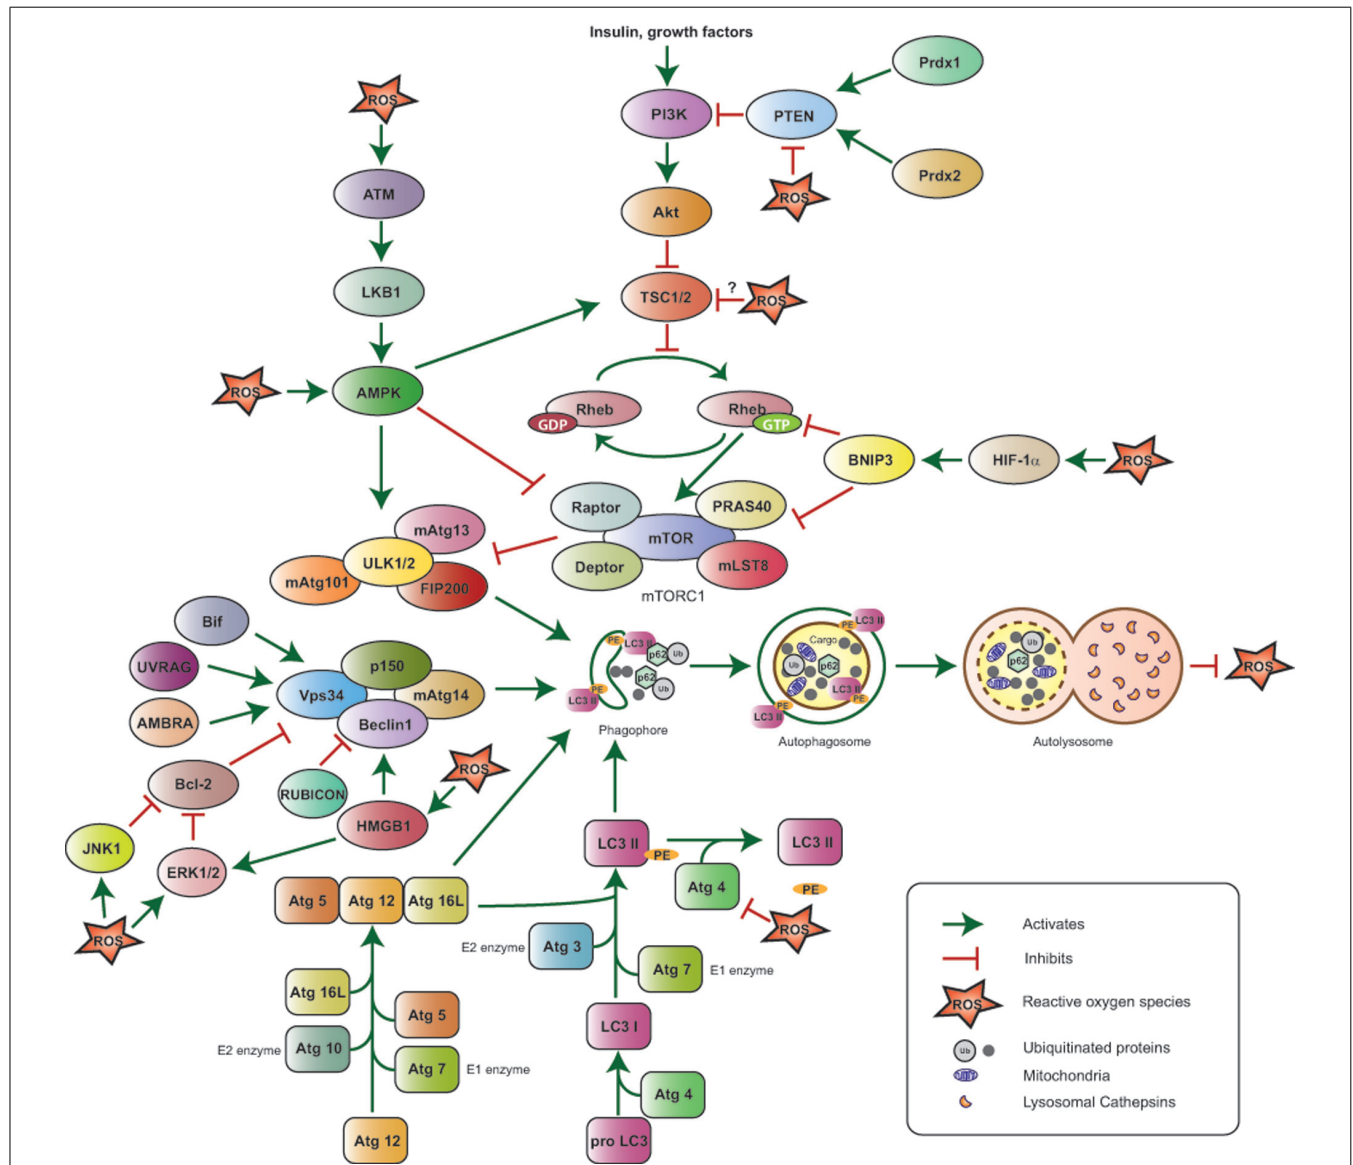 Insulin, growth factors
Prdx1
ROS
PI3K
PTEN
Prdx2
ATM
ROS
Akt
LKB1
TSC1/2
?
ROS
ROS
AMPK
Rheb
GDP
Rheb
GTP
BNIP3
HIF-1α
ROS
Raptor
PRAS40
mAtg13
mTOR
ULK1/2
mAtg101
FIP200
Deptor
mLST8
mTORC1
Bif
UVRAG
p150
Vps34
mAtg14
AMBRA
Beclin1
PE
LC3 II
p62
Ub
p62
Ub
PE
LC3 II
Phagophore
PE
LC3 II
Cargo
Ub
p62
LC3 II
PE
PE
LC3 II
Autophagosome
Ub
p62
Autolysosome
ROS
Bcl-2
RUBICON
ROS
HMGB1
JNK1
ERK1/2
ROS
LC3 II
PE
LC3 II
Atg 4
PE
ROS
Atg 5
Atg 12
Atg 16L
E2 enzyme
Atg 3
Atg 7
E1 enzyme
Atg 16L
Atg 5
E2 enzyme
Atg 10
Atg 7
E1 enzyme
LC3 I
Atg 4
Atg 12
pro LC3
Activates
Inhibits
ROS
Reactive oxygen species
Ub
Ubiquitinated proteins
Mitochondria
Lysosomal Cathepsins